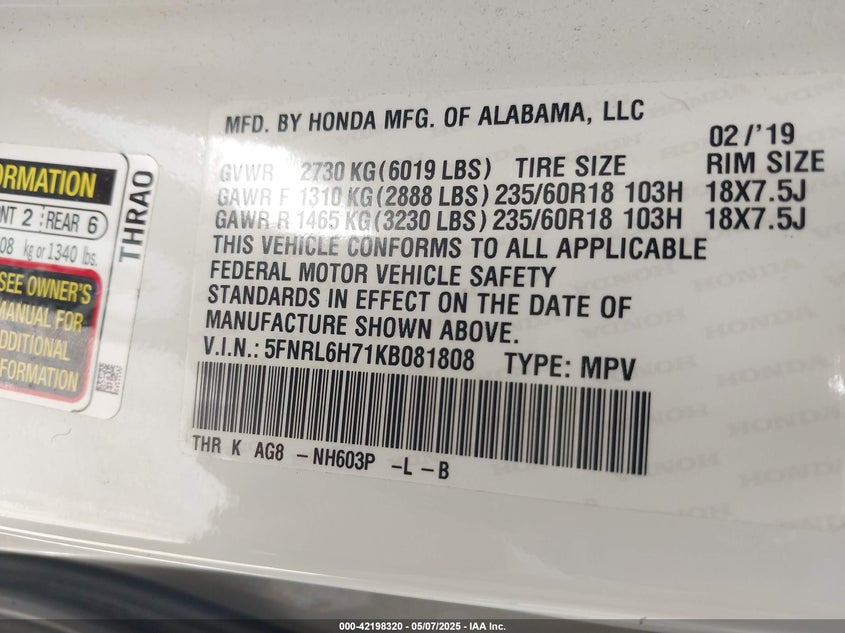 MFD. BY HONDA MFG. OF ALABAMA, LLC
02/'19
GVWR 2730 KG(6019 LBS) TIRE SIZE RIM SIZE
GAWR F 1310 KG(2888 LBS) 235/60R18 103H 18X7.5J
GAWR R 1465 KG(3230 LBS) 235/60R18 103H 18X7.5J
THIS VEHICLE CONFORMS TO ALL APPLICABLE
FEDERAL MOTOR VEHICLE SAFETY
STANDARDS IN EFFECT ON THE DATE OF
MANUFACTURE SHOWN ABOVE.
V.I.N.: 5FNRL6H71KB081808 TYPE: MPV
THR K AG8 -NH603P -L -B
ORMATION
NT 2 REAR 6
08 kg or 1340 lbs.
SEE OWNER'S
MANUAL FOR
ADDITIONAL
FORMATION
THRAO
000-42198320 — 05/07/2025 — IAA Inc.